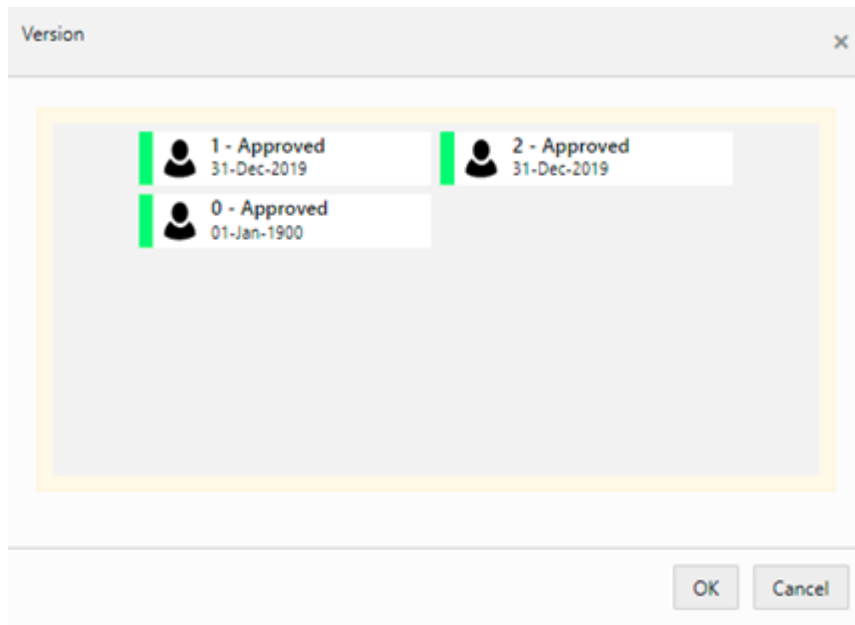 Version
1 - Approved
31-Dec-2019
2 - Approved
31-Dec-2019
0 - Approved
01-Jan-1900
OK
Cancel